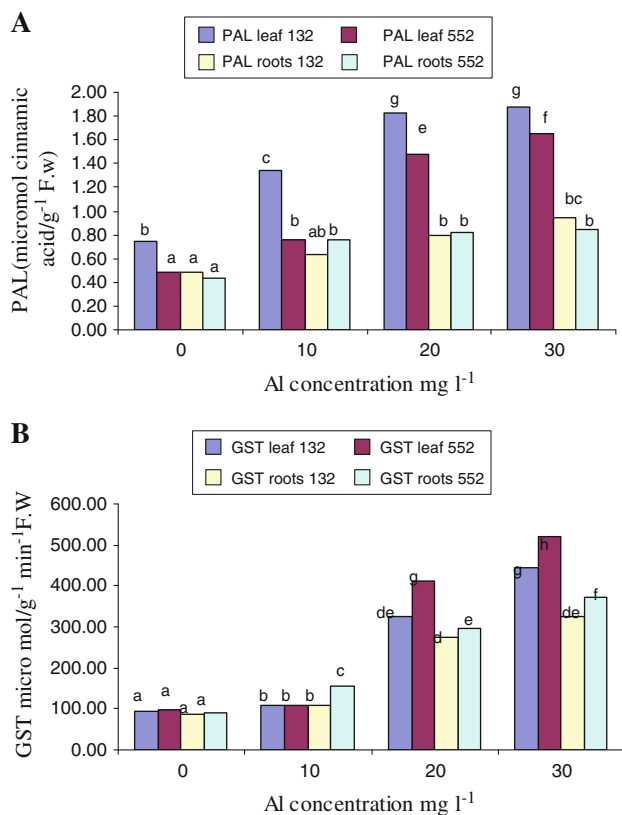 A
PAL leaf 132 PAL leaf 552
PAL roots 132 PAL roots 552
PAL(micromol cinnamic
acid/g⁻¹ F.w)
2.00
1.80
1.60
1.40
1.20
1.00
0.80
0.60
0.40
0.20
0.00
b a a a
c b ab b
g e b b
g f bc b
0 10 20 30
Al concentration mg l⁻¹
B
GST leaf 132 GST leaf 552
GST roots 132 GST roots 552
GST micro mol/g⁻¹ min⁻¹F.W
600.00
500.00
400.00
300.00
200.00
100.00
0.00
a a a a
b b b c
de g d e
g h de f
0 10 20 30
Al concentration mg l⁻¹